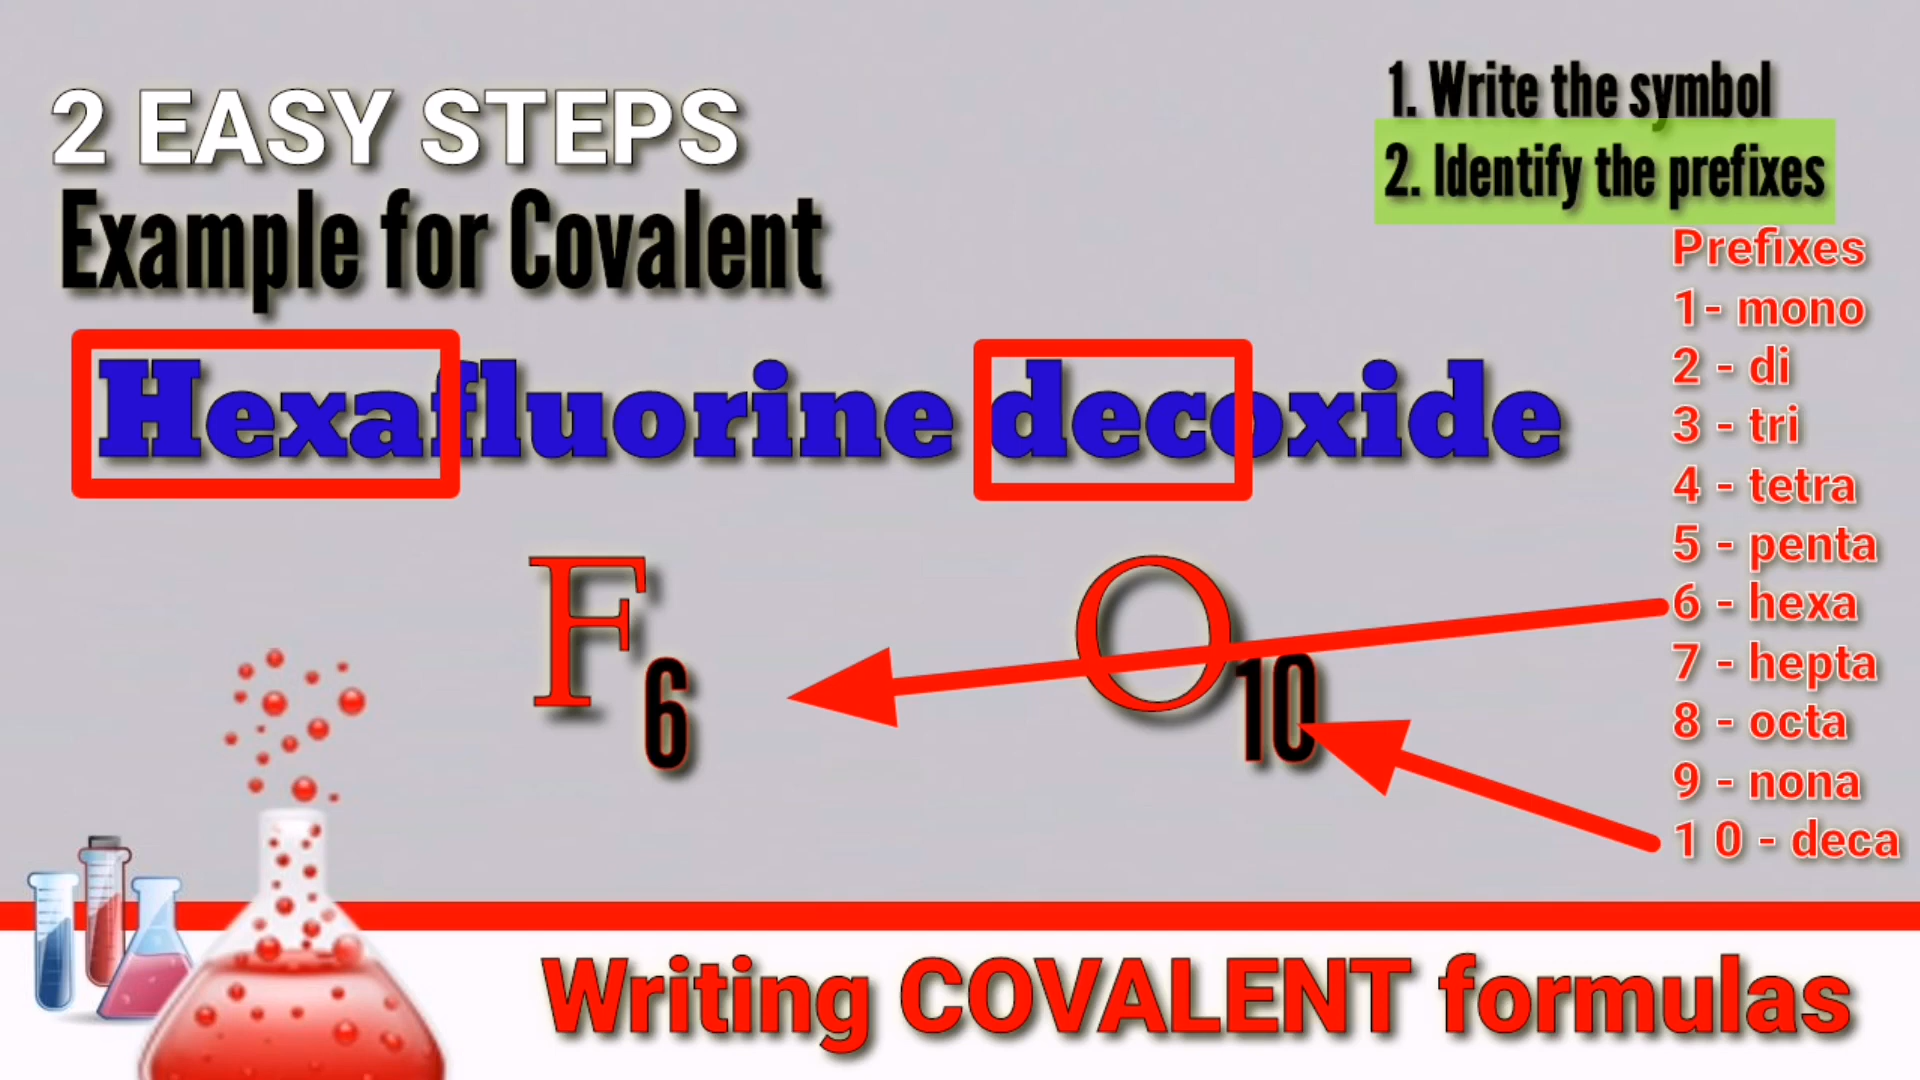 2 EASY STEPS
Example for Covalent
1. Write the symbol
2. Identify the prefixes
Hexafluorine decoxide
F6 O10
Prefixes
1- mono
2 - di
3 - tri
4 - tetra
5 - penta
6 - hexa
7 - hepta
8 - octa
9 - nona
1 0 - deca
Writing COVALENT formulas